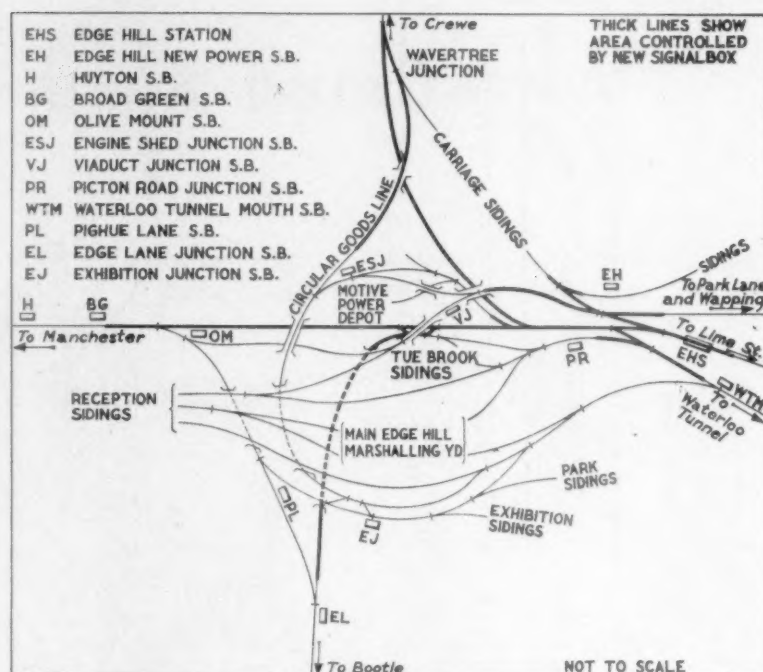 EHS EDGE HILL STATION
EH EDGE HILL NEW POWER S.B.
H HUYTON S.B.
BG BROAD GREEN S.B.
OM OLIVE MOUNT S.B.
ESJ ENGINE SHED JUNCTION S.B.
VJ VIADUCT JUNCTION S.B.
PR PICTON ROAD JUNCTION S.B.
WTM WATERLOO TUNNEL MOUTH S.B.
PL PIGHUE LANE S.B.
EL EDGE LANE JUNCTION S.B.
EJ EXHIBITION JUNCTION S.B.
To Crewe
WAVERTREE
JUNCTION
THICK LINES SHOW
AREA CONTROLLED
BY NEW SIGNALBOX
CARRIAGE SIDINGS
CIRCULAR GOODS LINE
ESJ
MOTIVE
POWER
DEPOT
VJ
EH
SIDINGS
To Park Lane
and Wapping
H
BG
To Manchester
OM
TUE BROOK
SIDINGS
PR
To Lime St.
EHS
WTM
To
Waterloo
Tunnel
RECEPTION
SIDINGS
MAIN EDGE HILL
MARSHALLING YD
PARK
SIDINGS
EXHIBITION
SIDINGS
PL
EJ
EL
To Bootle
NOT TO SCALE